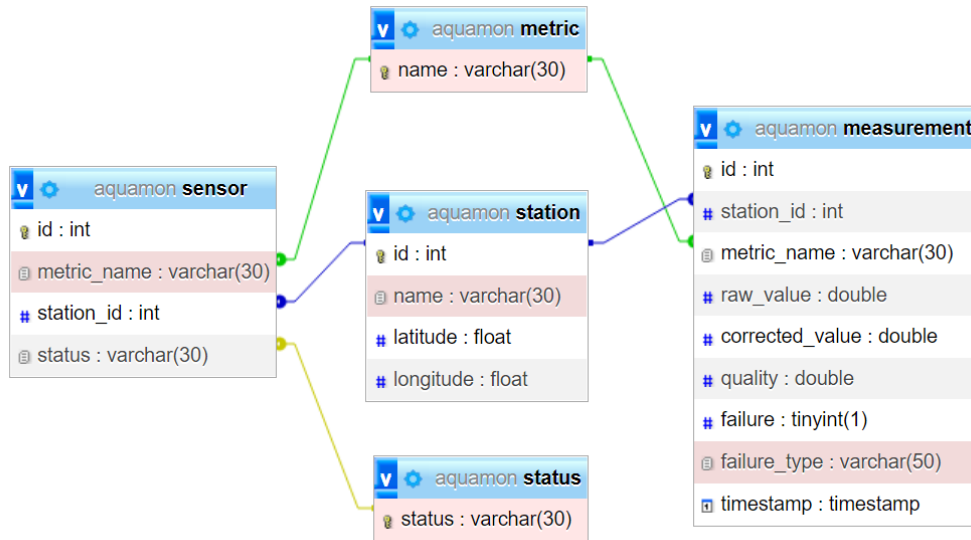 v aquamon metric
name : varchar(30)
v aquamon sensor
id : int
metric_name : varchar(30)
station_id : int
status : varchar(30)
v aquamon station
id : int
name : varchar(30)
latitude : float
longitude : float
v aquamon status
status : varchar(30)
v aquamon measurement
id : int
station_id : int
metric_name : varchar(30)
raw_value : double
corrected_value : double
quality : double
failure : tinyint(1)
failure_type : varchar(50)
timestamp : timestamp